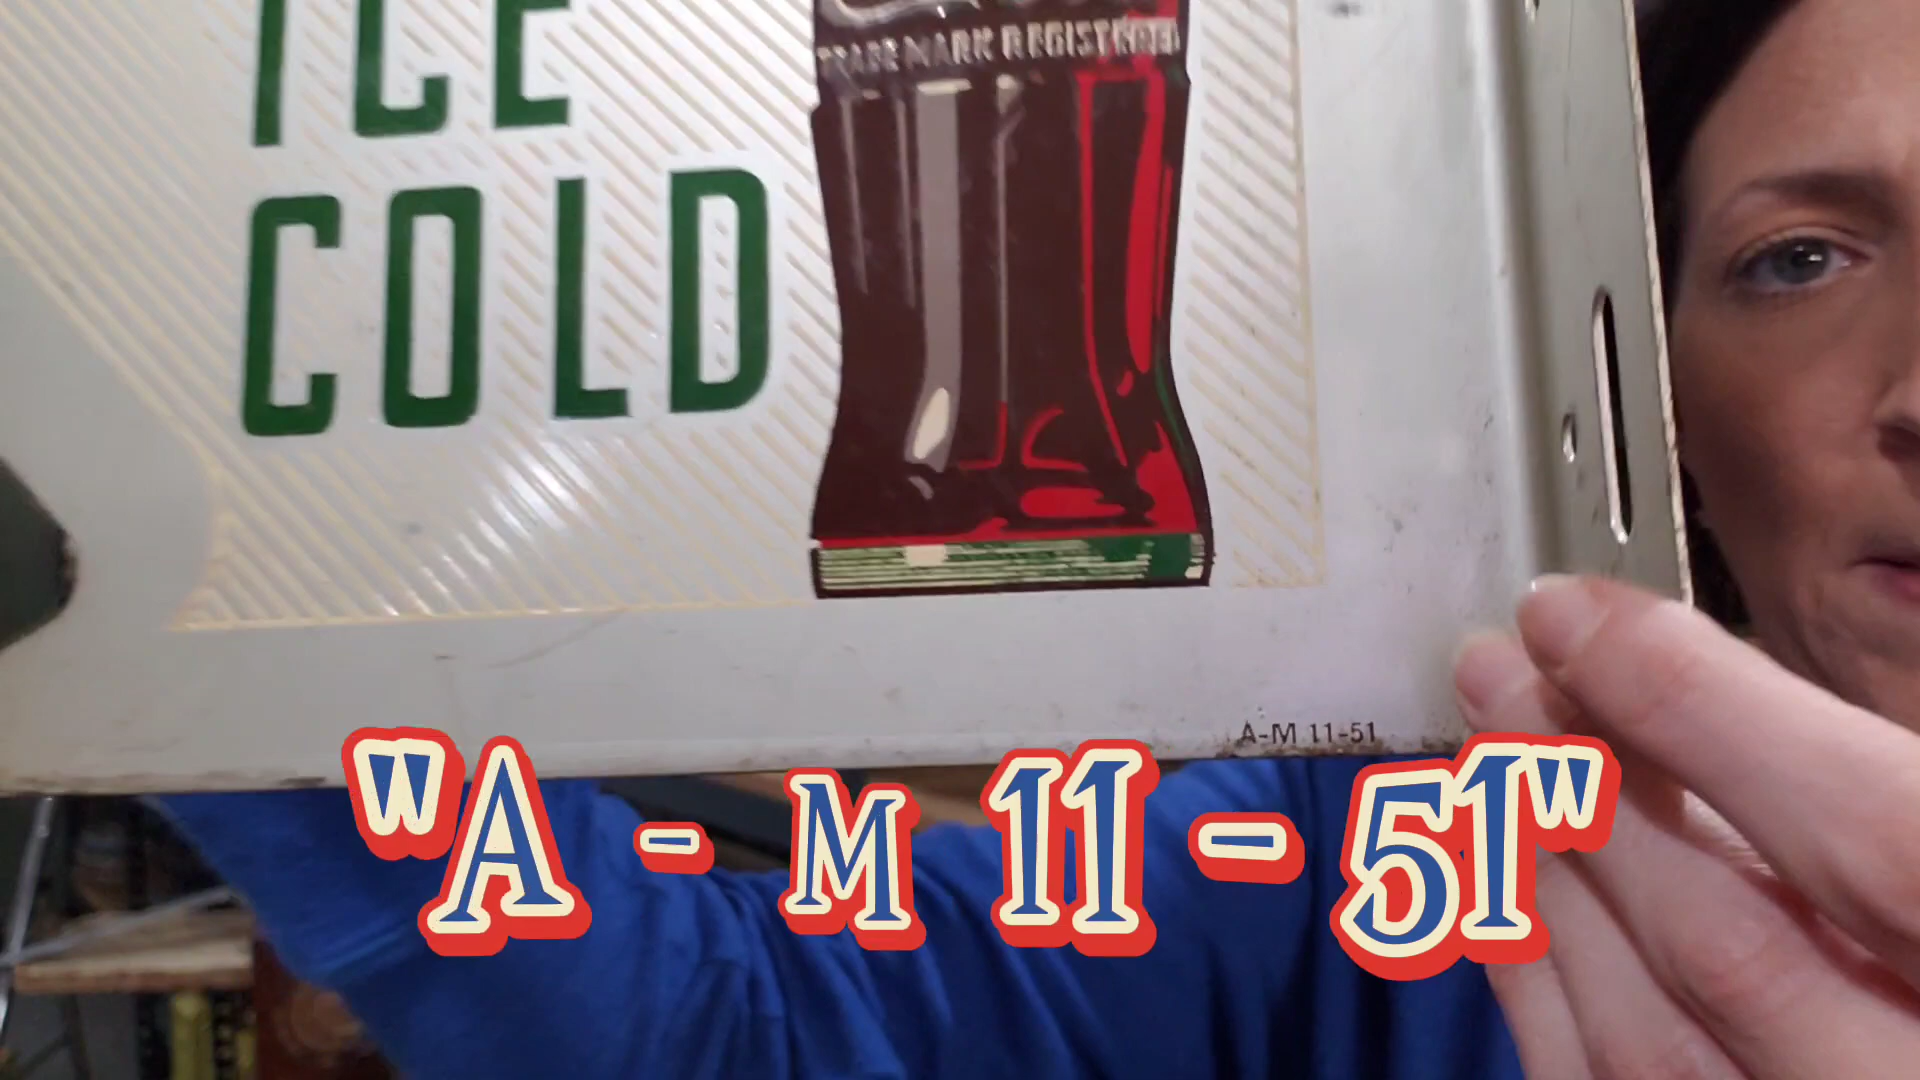 ICE
TRADE MARK REGISTERED
COLD
A-M 11-51
"A - M 11 - 51"